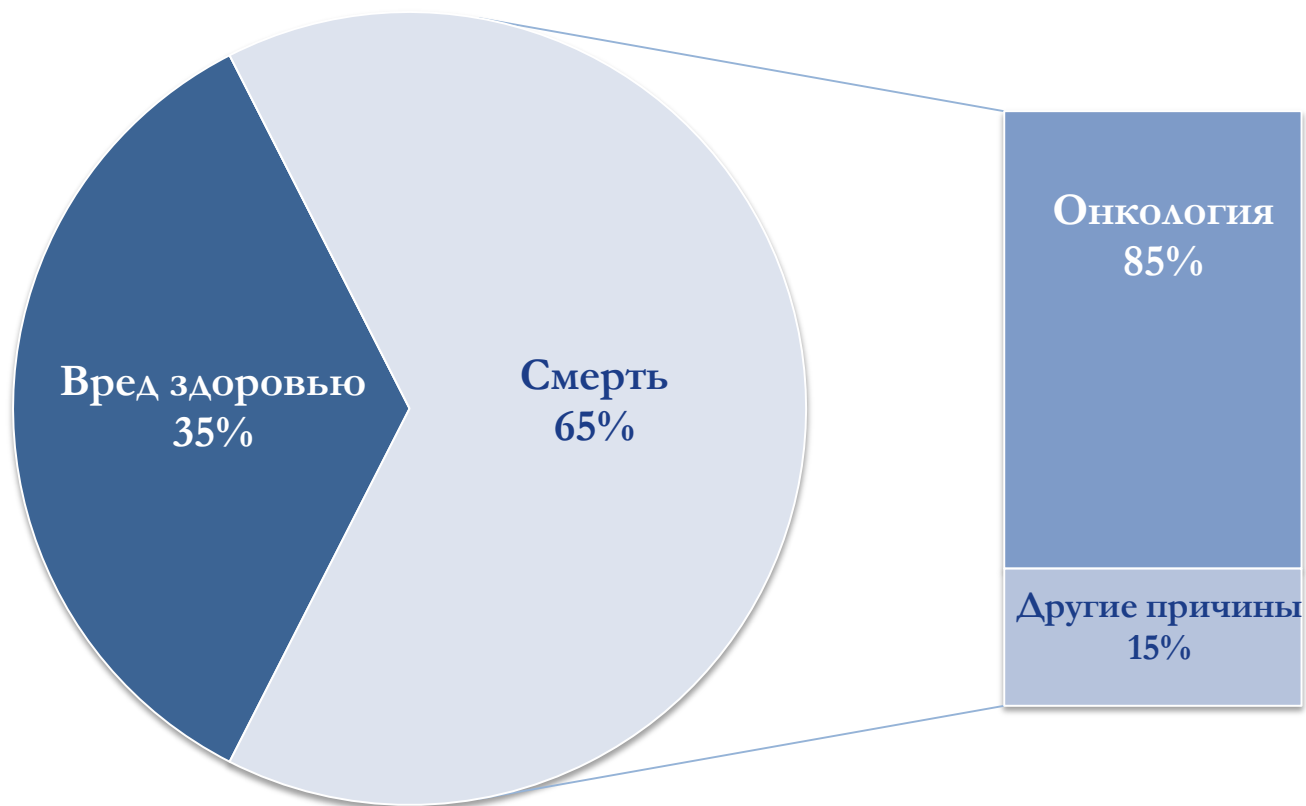 Вред здоровью
35%
Смерть
65%
Онкология
85%
Другие причины
15%